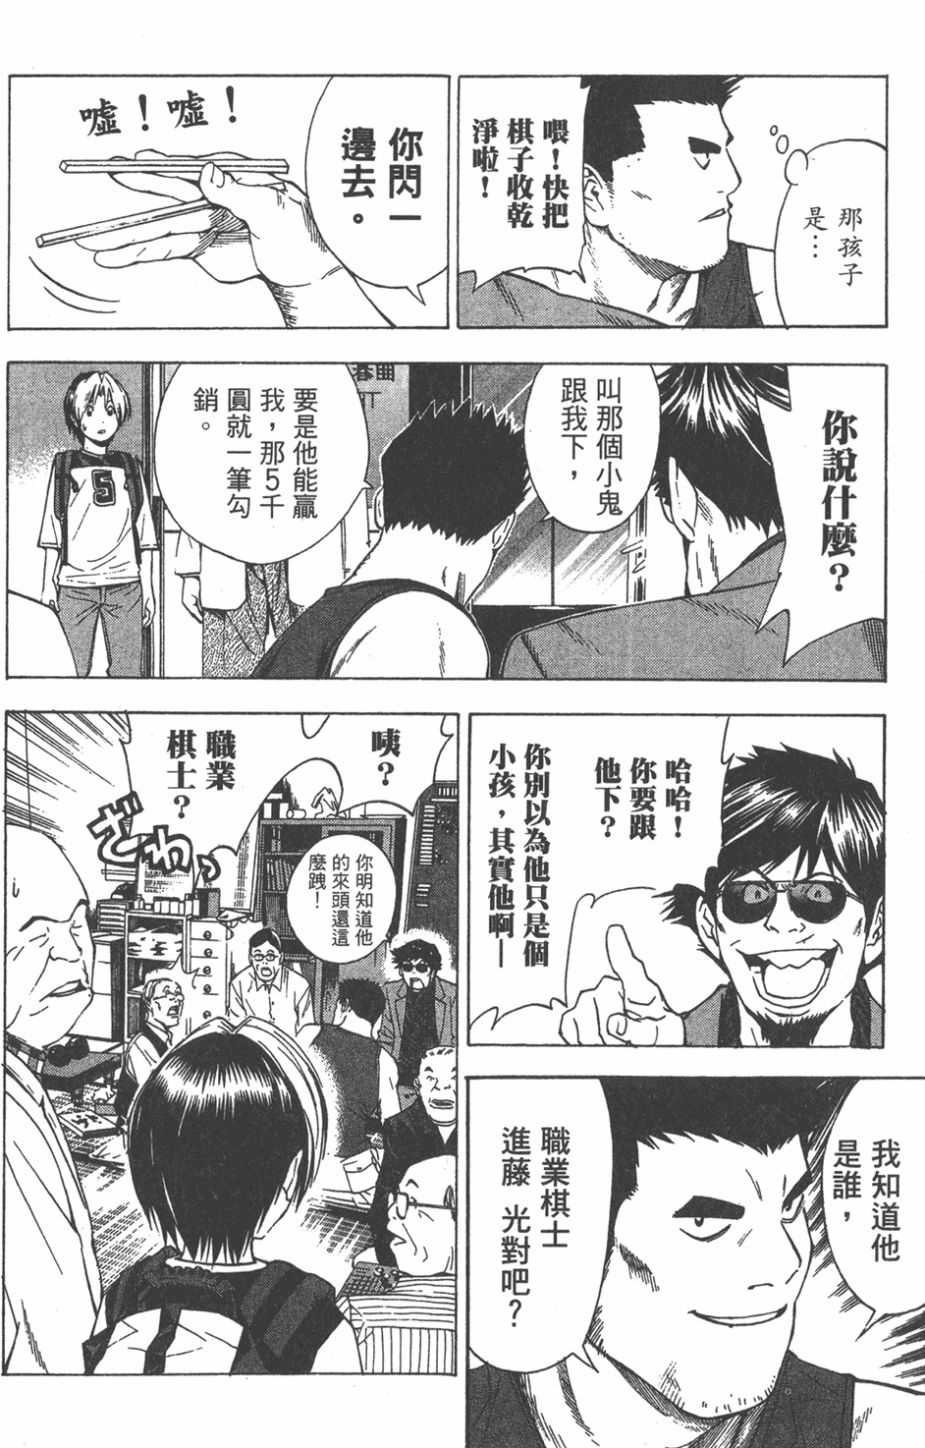 那孩子
是…
喂！快把
棋子收乾
淨啦！
你閃一
邊去。
噓！噓！
你說什麼？
叫那個小鬼
跟我下，
要是他能贏
我，那5千
圓就一筆勾
銷。
5
哈哈！
你要跟
他下？
你別以為他只是個
小孩，其實他啊—
我知道他
是誰，
職業棋士
進藤 光對吧？
咦？
職業
棋士？
ざわっ
你明知道他
的來頭還這
麼跩！